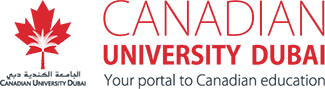 CANADIAN
UNIVERSITY DUBAI
Your portal to Canadian education
الجامعة الكندية دبي
CANADIAN UNIVERSITY DUBAI